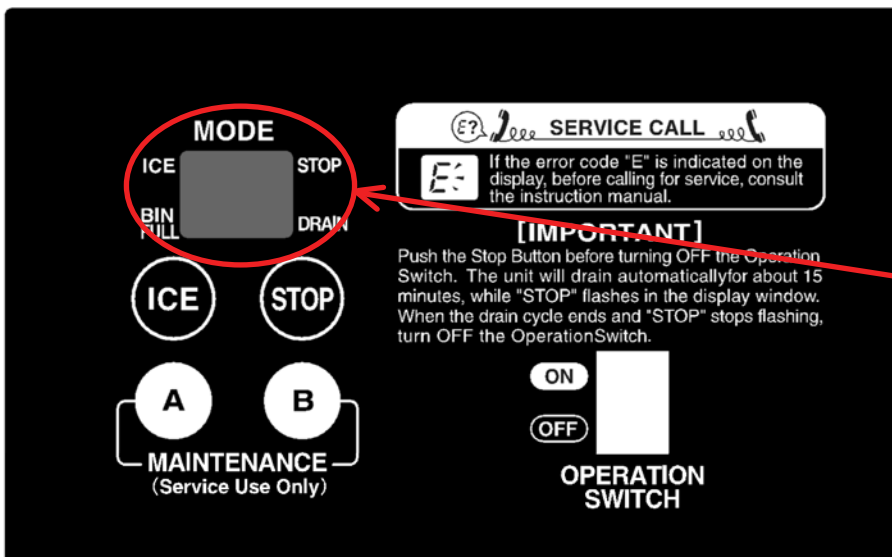 MODE
ICE
STOP
BIN
FULL
DRAIN
ICE
STOP
A
B
MAINTENANCE
(Service Use Only)
E? SERVICE CALL
E If the error code "E" is indicated on the
display, before calling for service, consult
the instruction manual.
[IMPORTANT]
Push the Stop Button before turning OFF the Operation
Switch. The unit will drain automaticallyfor about 15
minutes, while "STOP" flashes in the display window.
When the drain cycle ends and "STOP" stops flashing,
turn OFF the OperationSwitch.
ON
OFF
OPERATION
SWITCH